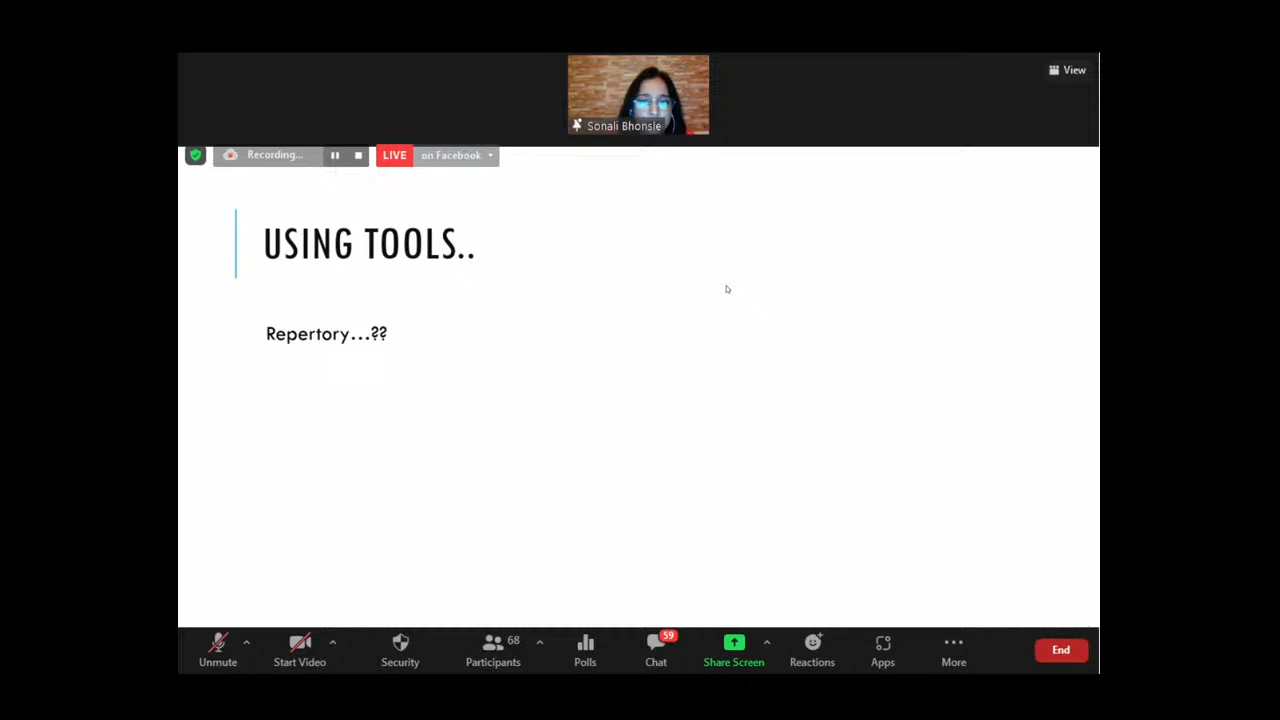 View
Sonali Bhonsle
Recording...
LIVE on Facebook
USING TOOLS..
Repertory...??
Unmute
Start Video
Security
Participants 68
Polls
Chat 59
Share Screen
Reactions
Apps
More
End